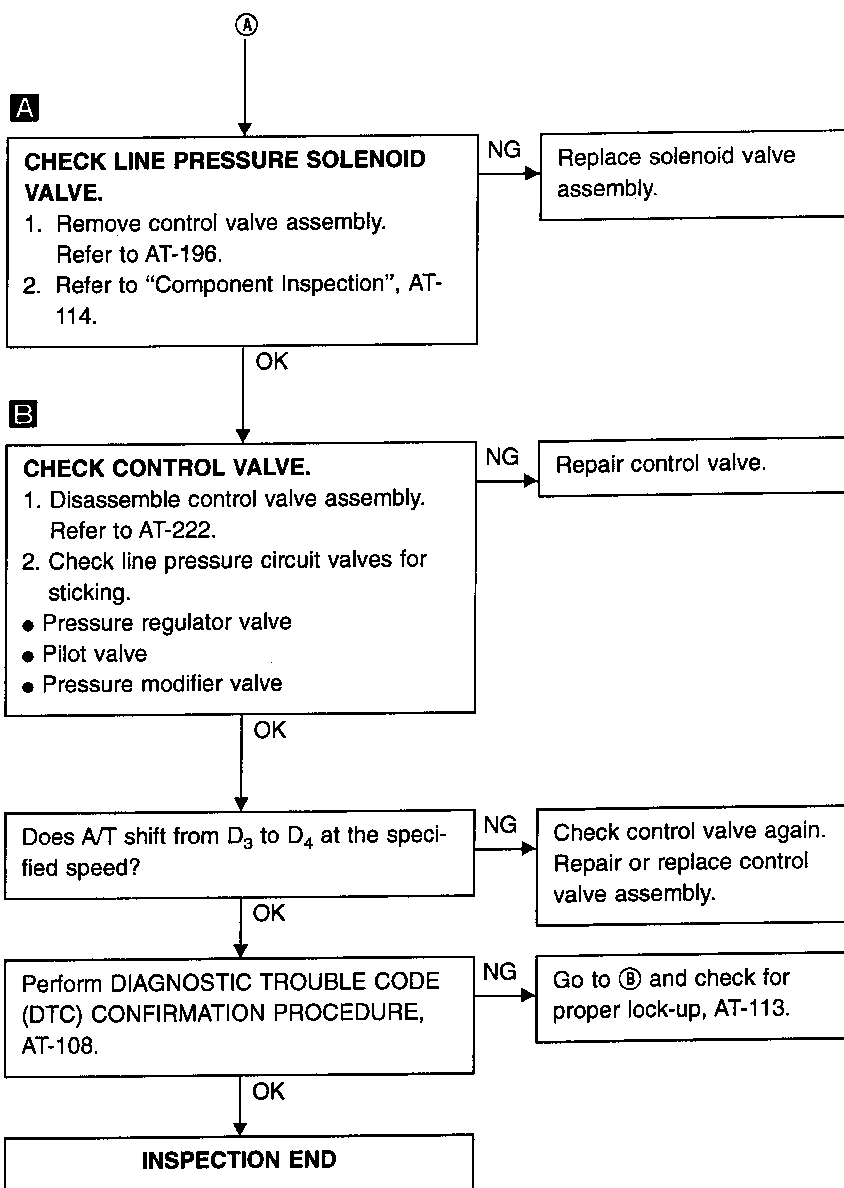 Ⓐ
A
CHECK LINE PRESSURE SOLENOID
VALVE.
1. Remove control valve assembly.
Refer to AT-196.
2. Refer to “Component Inspection”, AT-
114.
NG
Replace solenoid valve
assembly.
OK
B
CHECK CONTROL VALVE.
1. Disassemble control valve assembly.
Refer to AT-222.
2. Check line pressure circuit valves for
sticking.
● Pressure regulator valve
● Pilot valve
● Pressure modifier valve
NG
Repair control valve.
OK
Does A/T shift from D₃ to D₄ at the speci-
fied speed?
NG
Check control valve again.
Repair or replace control
valve assembly.
OK
Perform DIAGNOSTIC TROUBLE CODE
(DTC) CONFIRMATION PROCEDURE,
AT-108.
NG
Go to Ⓑ and check for
proper lock-up, AT-113.
OK
INSPECTION END